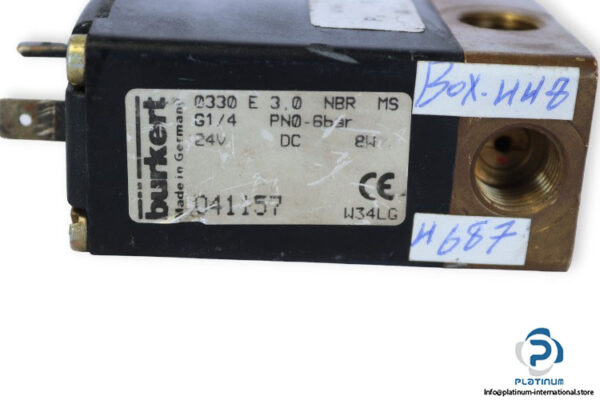 burkert
Made in Germany
0330 E 3,0 NBR MS
G1/4 PN0-6bar
24V DC 8W
041157
CE
W34LG
BOX-448
4687
PLATINUM
INTERNATIONAL
Info@platinum-international.store